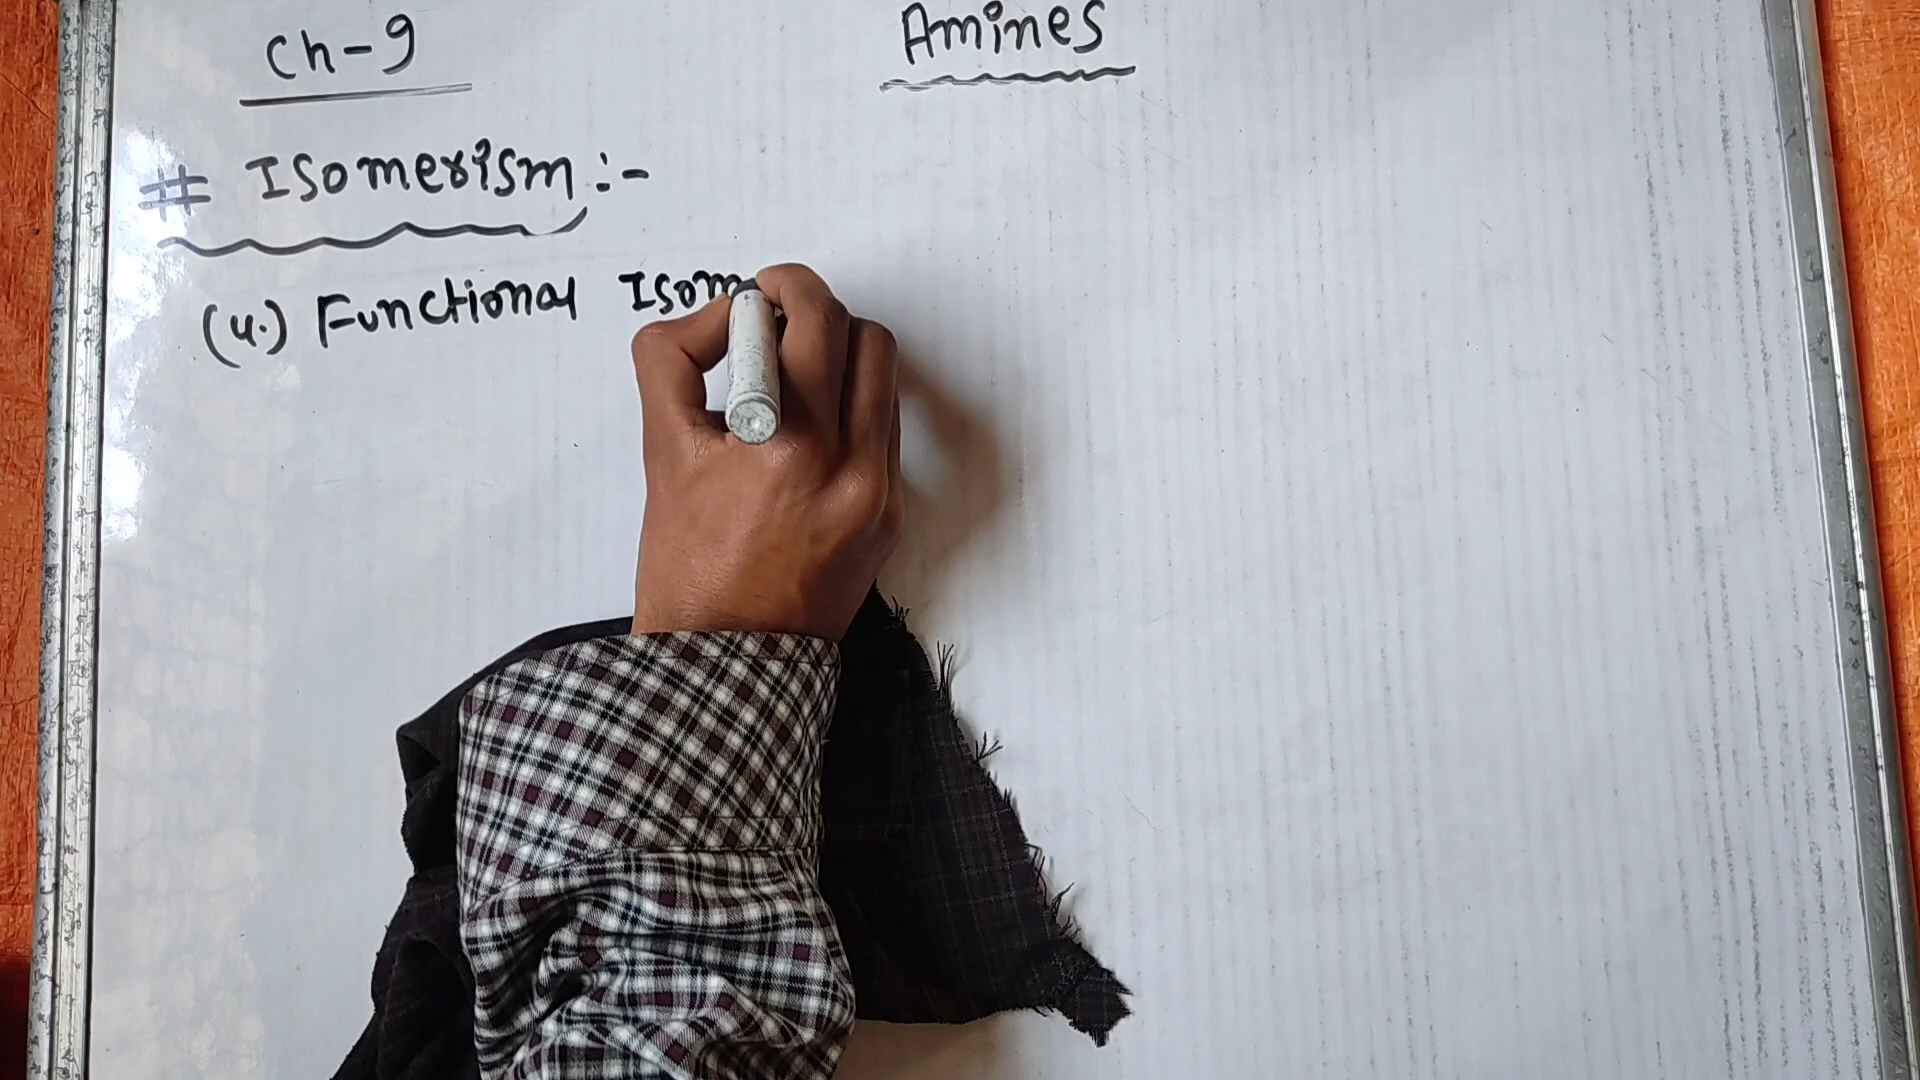 Ch-9
Amines
# Isomerism:-
(4.) Functional Isom